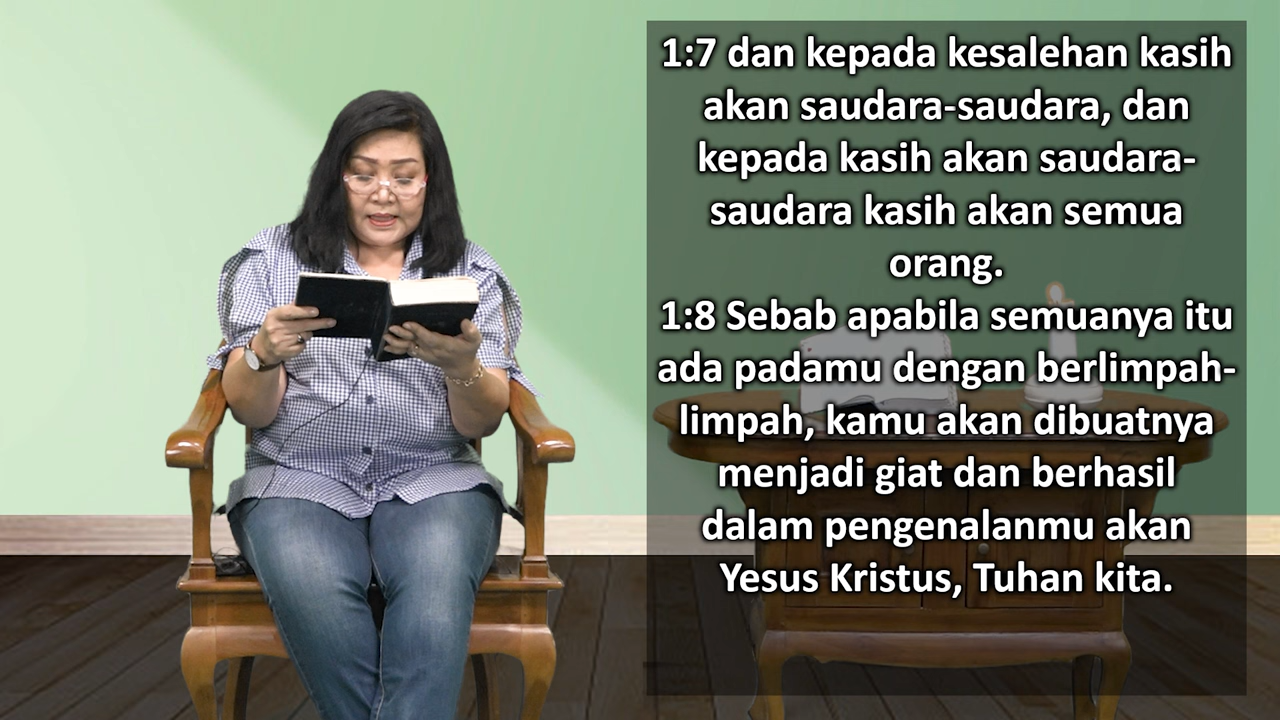 1:7 dan kepada kesalehan kasih
akan saudara-saudara, dan
kepada kasih akan saudara-
saudara kasih akan semua
orang.
1:8 Sebab apabila semuanya itu
ada padamu dengan berlimpah-
limpah, kamu akan dibuatnya
menjadi giat dan berhasil
dalam pengenalanmu akan
Yesus Kristus, Tuhan kita.